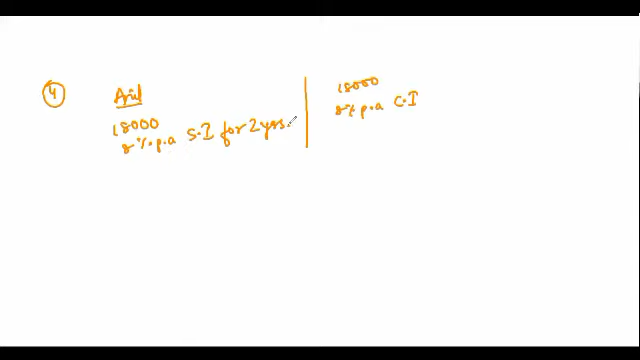 4
Anil
18000
8 %. p.a S.I for 2 yrs.
18000
8% p.a C.I